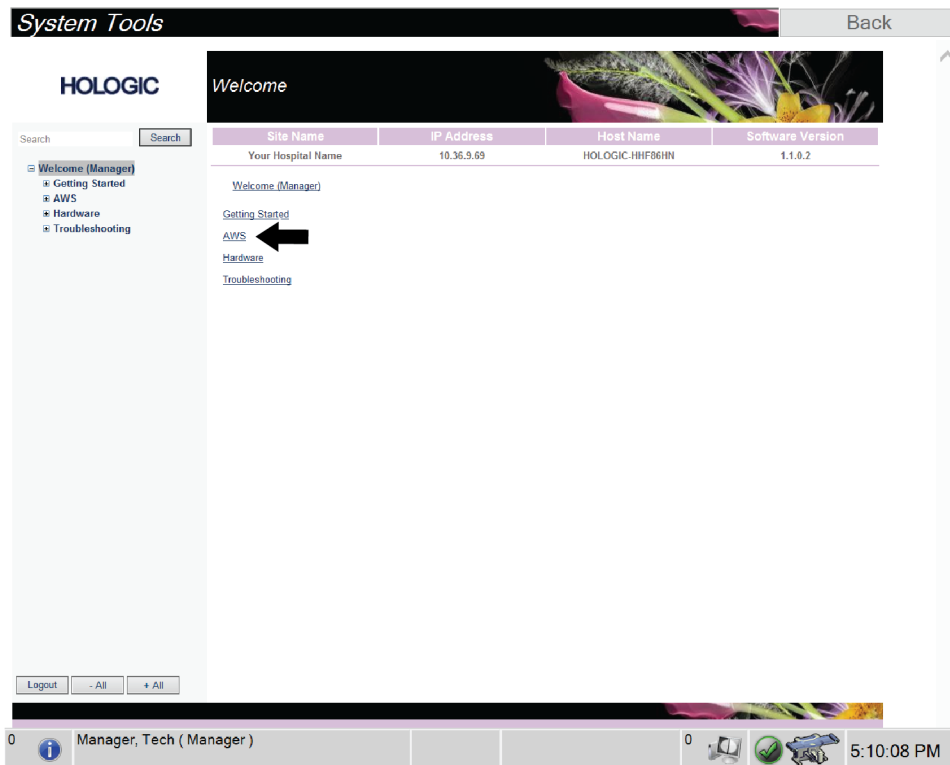 System Tools
Back
HOLOGIC
Welcome
Search
Search
Site Name IP Address Host Name Software Version
Your Hospital Name 10.36.9.69 HOLOGIC-HHF86HN 1.1.0.2
Welcome (Manager)
Getting Started
AWS
Hardware
Troubleshooting
Welcome (Manager)
Getting Started
AWS
Hardware
Troubleshooting
Logout
- All
+ All
0
Manager, Tech ( Manager )
0
5:10:08 PM